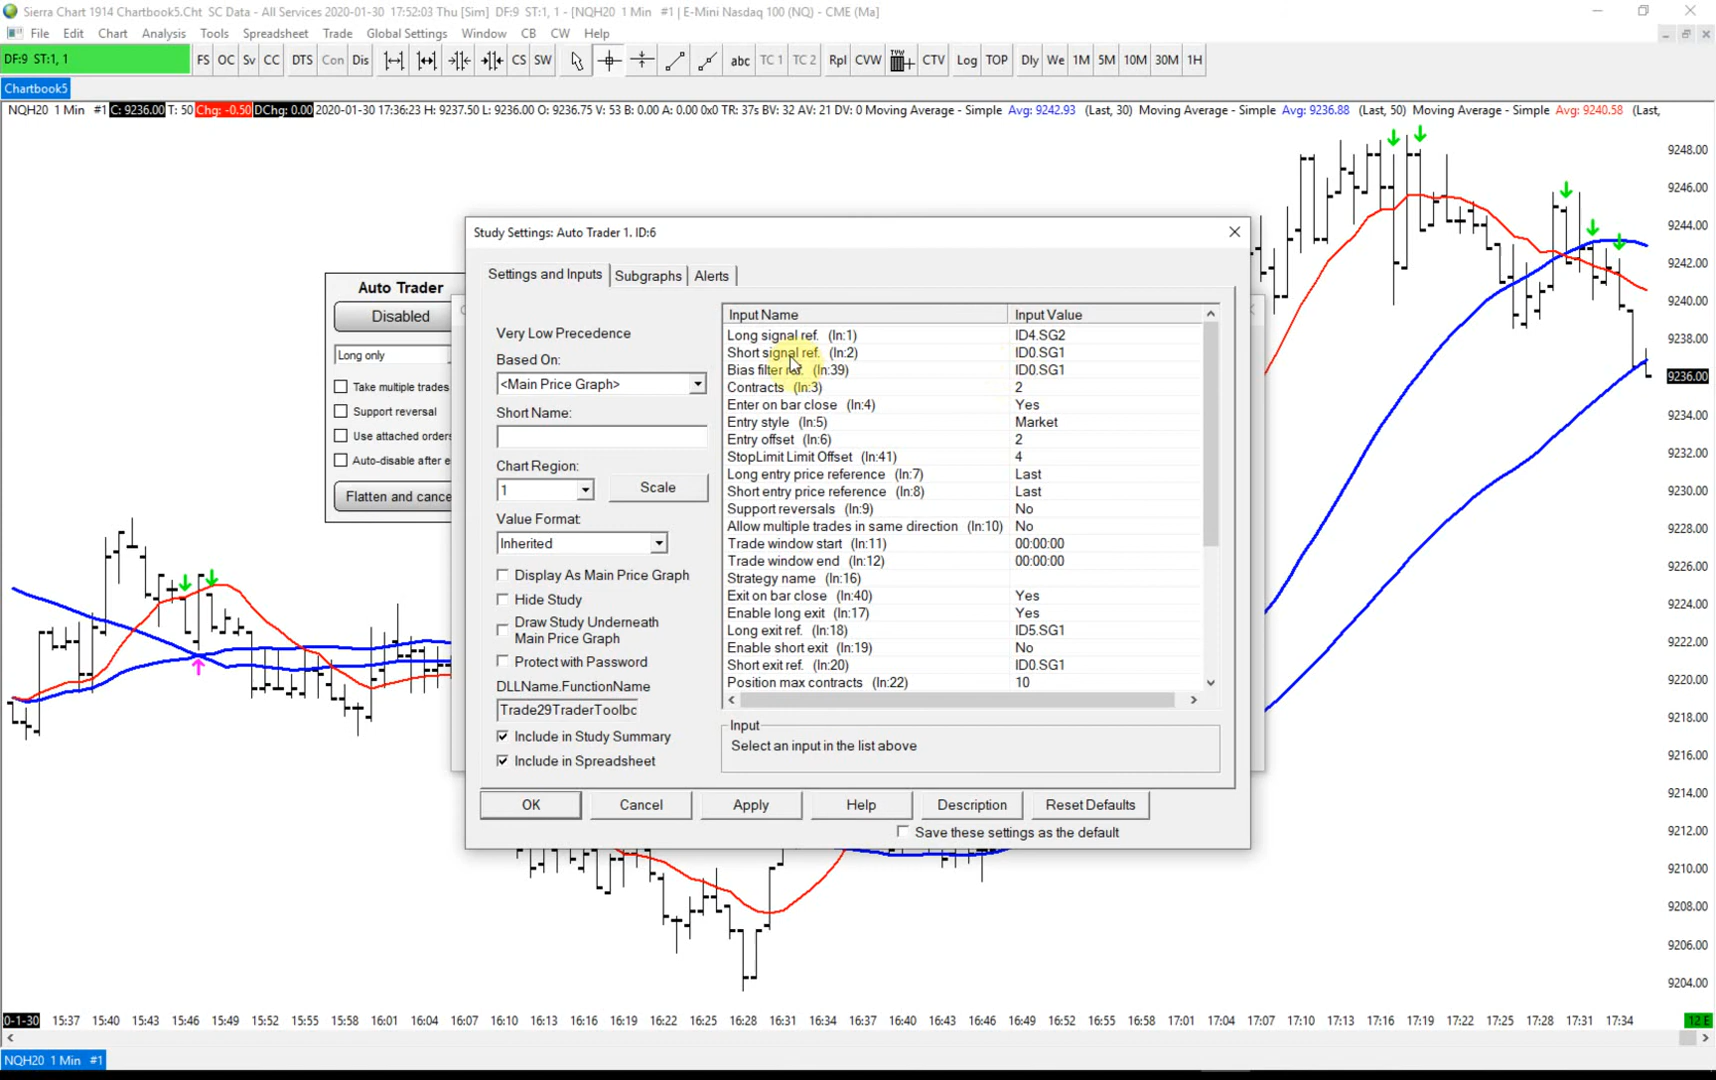 Sierra Chart 1914 Chartbook5.Cht SC Data - All Services 2020-01-30 17:52:03 Thu [Sim] DF:9 ST:1, 1 - [NQH20 1 Min #1 | E-Mini Nasdaq 100 (NQ) - CME (Ma]
File Edit Chart Analysis Tools Spreadsheet Trade Global Settings Window CB CW Help
DF:9 ST:1, 1 FS OC Sv CC DTS Con Dis CS SW abc TC 1 TC 2 Rpl CVW CTV Log TOP Dly We 1M 5M 10M 30M 1H
Chartbook5
NQH20 1 Min #1 C: 9236.00 T: 50 Chg: -0.50 DChg: 0.00 2020-01-30 17:36:23 H: 9237.50 L: 9236.00 O: 9236.75 V: 53 B: 0.00 A: 0.00 0x0 TR: 37s BV: 32 AV: 21 DV: 0 Moving Average - Simple Avg: 9242.93 (Last, 30) Moving Average - Simple Avg: 9236.88 (Last, 50) Moving Average - Simple Avg: 9240.58 (Last,
Auto Trader
Disabled
Long only
Take multiple trades
Support reversal
Use attached orders
Auto-disable after e
Flatten and cance
Study Settings: Auto Trader 1. ID:6
Settings and Inputs Subgraphs Alerts
Very Low Precedence
Based On:
<Main Price Graph>
Short Name:
Chart Region:
1 Scale
Value Format:
Inherited
Display As Main Price Graph
Hide Study
Draw Study Underneath
Main Price Graph
Protect with Password
DLLName.FunctionName
Trade29TraderToolbc
Include in Study Summary
Include in Spreadsheet
Input Name Input Value
Long signal ref. (In:1) ID4.SG2
Short signal ref. (In:2) ID0.SG1
Bias filter ref. (In:39) ID0.SG1
Contracts (In:3) 2
Enter on bar close (In:4) Yes
Entry style (In:5) Market
Entry offset (In:6) 2
StopLimit Limit Offset (In:41) 4
Long entry price reference (In:7) Last
Short entry price reference (In:8) Last
Support reversals (In:9) No
Allow multiple trades in same direction (In:10) No
Trade window start (In:11) 00:00:00
Trade window end (In:12) 00:00:00
Strategy name (In:16)
Exit on bar close (In:40) Yes
Enable long exit (In:17) Yes
Long exit ref. (In:18) ID5.SG1
Enable short exit (In:19) No
Short exit ref. (In:20) ID0.SG1
Position max contracts (In:22) 10
Input
Select an input in the list above
OK Cancel Apply Help Description Reset Defaults
Save these settings as the default
9248.00
9246.00
9244.00
9242.00
9240.00
9238.00
9236.00
9234.00
9232.00
9230.00
9228.00
9226.00
9224.00
9222.00
9220.00
9218.00
9216.00
9214.00
9212.00
9210.00
9208.00
9206.00
9204.00
0-1-30 15:37 15:40 15:43 15:46 15:49 15:52 15:55 15:58 16:01 16:04 16:07 16:10 16:13 16:16 16:19 16:22 16:25 16:28 16:31 16:34 16:37 16:40 16:43 16:46 16:49 16:52 16:55 16:58 17:01 17:04 17:07 17:10 17:13 17:16 17:19 17:22 17:25 17:28 17:31 17:34 12 E
NQH20 1 Min #1